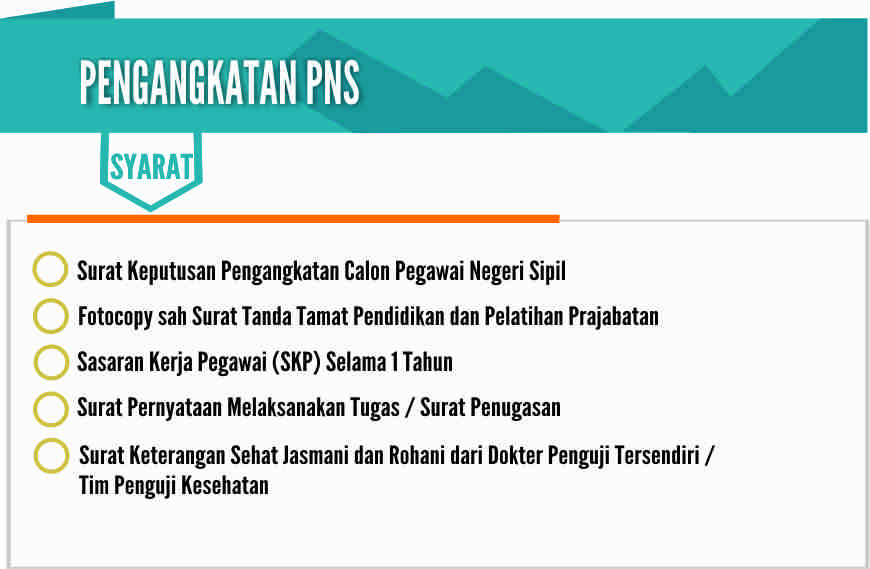 PENGANGKATAN PNS
SYARAT
Surat Keputusan Pengangkatan Calon Pegawai Negeri Sipil
Fotocopy sah Surat Tanda Tamat Pendidikan dan Pelatihan Prajabatan
Sasaran Kerja Pegawai (SKP) Selama 1 Tahun
Surat Pernyataan Melaksanakan Tugas / Surat Penugasan
Surat Keterangan Sehat Jasmani dan Rohani dari Dokter Penguji Tersendiri /
Tim Penguji Kesehatan